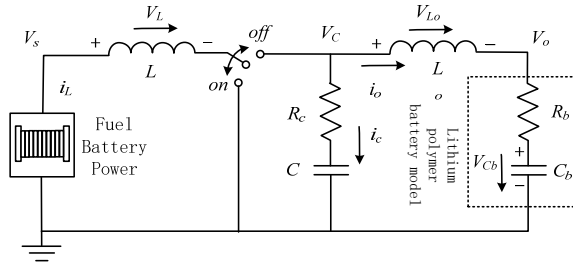 V_L
V_Lo
V_s
+
−
off
V_C
+
−
V_o
L
L
o
on
i_L
i_o
Fuel
Battery
Power
R_c
i_c
C
Lithium
polymer
battery model
R_b
V_Cb
+
−
C_b